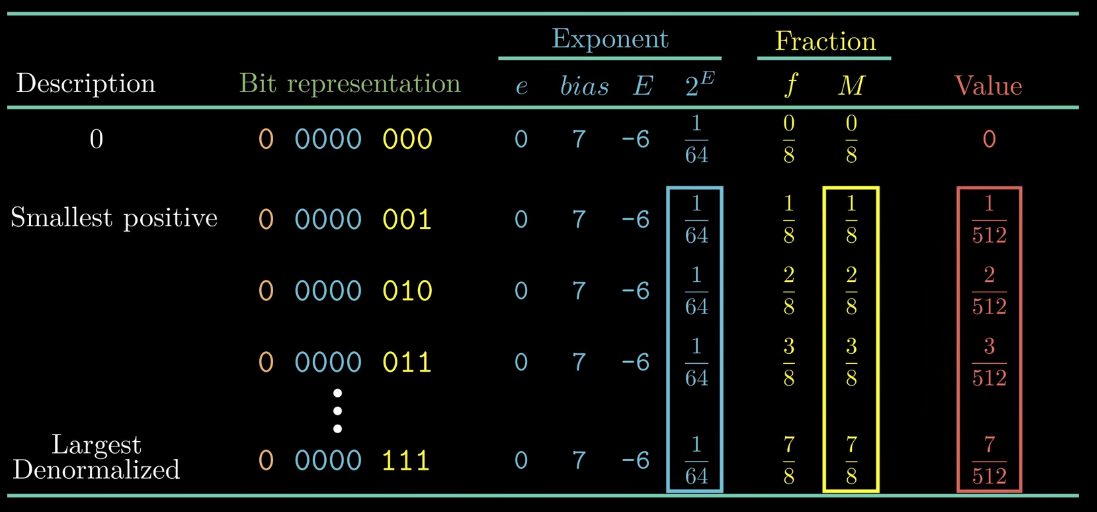 Exponent Fraction
Description Bit representation e bias E 2^E f M Value
0 0 0000 000 0 7 -6 1/64 0/8 0/8 0
Smallest positive 0 0000 001 0 7 -6 1/64 1/8 1/8 1/512
0 0000 010 0 7 -6 1/64 2/8 2/8 2/512
0 0000 011 0 7 -6 1/64 3/8 3/8 3/512
Largest
Denormalized 0 0000 111 0 7 -6 1/64 7/8 7/8 7/512